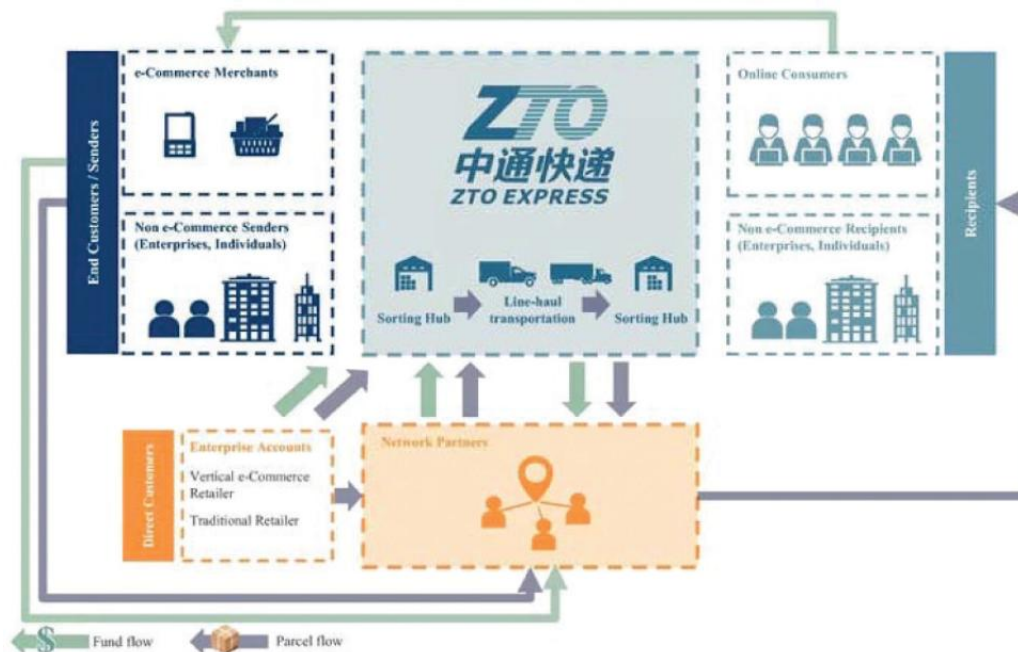 End Customers / Senders
e-Commerce Merchants
Non e-Commerce Senders
(Enterprises, Individuals)
ZTO
中通快递
ZTO EXPRESS
Sorting Hub
Line-haul
transportation
Sorting Hub
Online Consumers
Non e-Commerce Recipients
(Enterprises, Individuals)
Recipients
Direct Customers
Enterprise Accounts
Vertical e-Commerce
Retailer
Traditional Retailer
Network Partners
$
Fund flow
Parcel flow